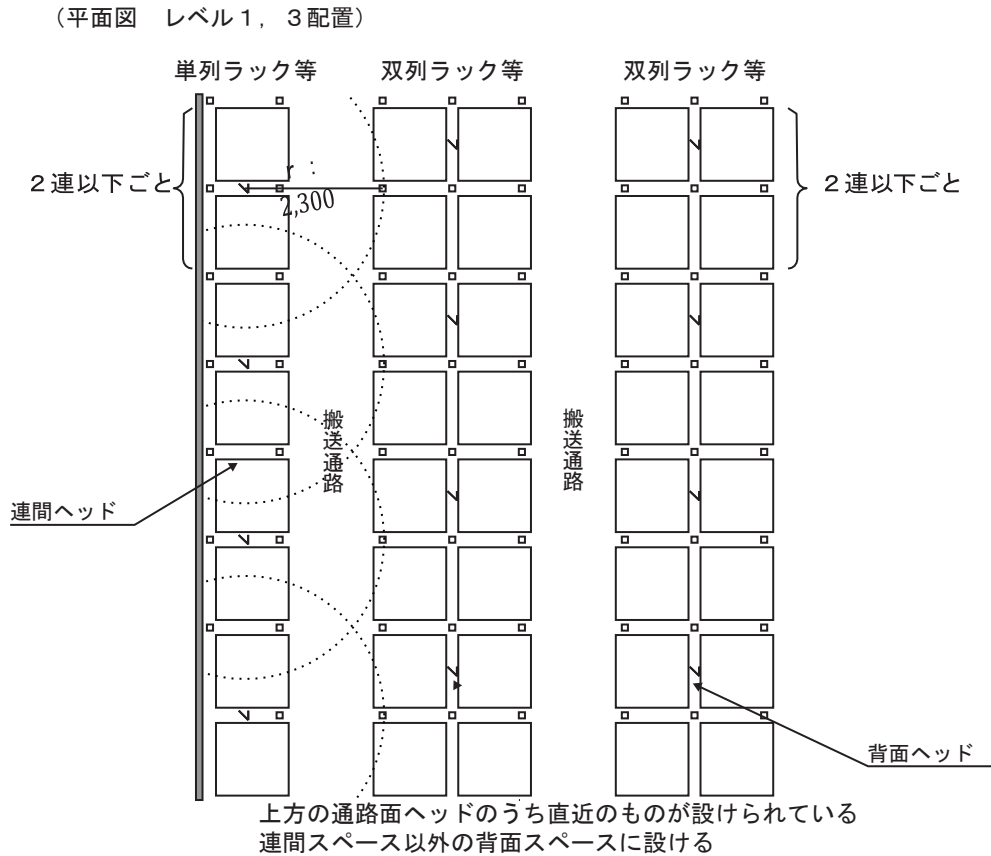 （平面図　レベル１，３配置）
単列ラック等
双列ラック等
双列ラック等
２連以下ごと
r :
2,300
２連以下ごと
搬送通路
搬送通路
連間ヘッド
背面ヘッド
上方の通路面ヘッドのうち直近のものが設けられている
連間スペース以外の背面スペースに設ける